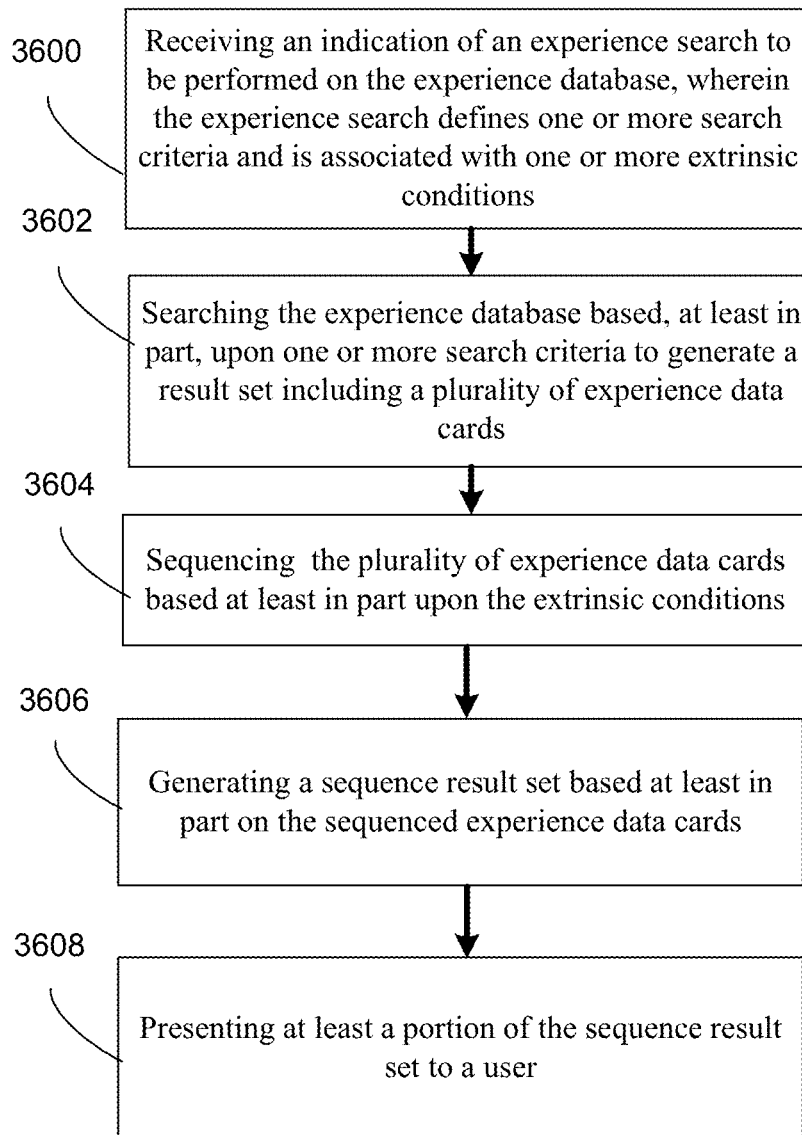 3600
Receiving an indication of an experience search to
be performed on the experience database, wherein
the experience search defines one or more search
criteria and is associated with one or more extrinsic
conditions
3602
Searching the experience database based, at least in
part, upon one or more search criteria to generate a
result set including a plurality of experience data
cards
3604
Sequencing the plurality of experience data cards
based at least in part upon the extrinsic conditions
3606
Generating a sequence result set based at least in
part on the sequenced experience data cards
3608
Presenting at least a portion of the sequence result
set to a user